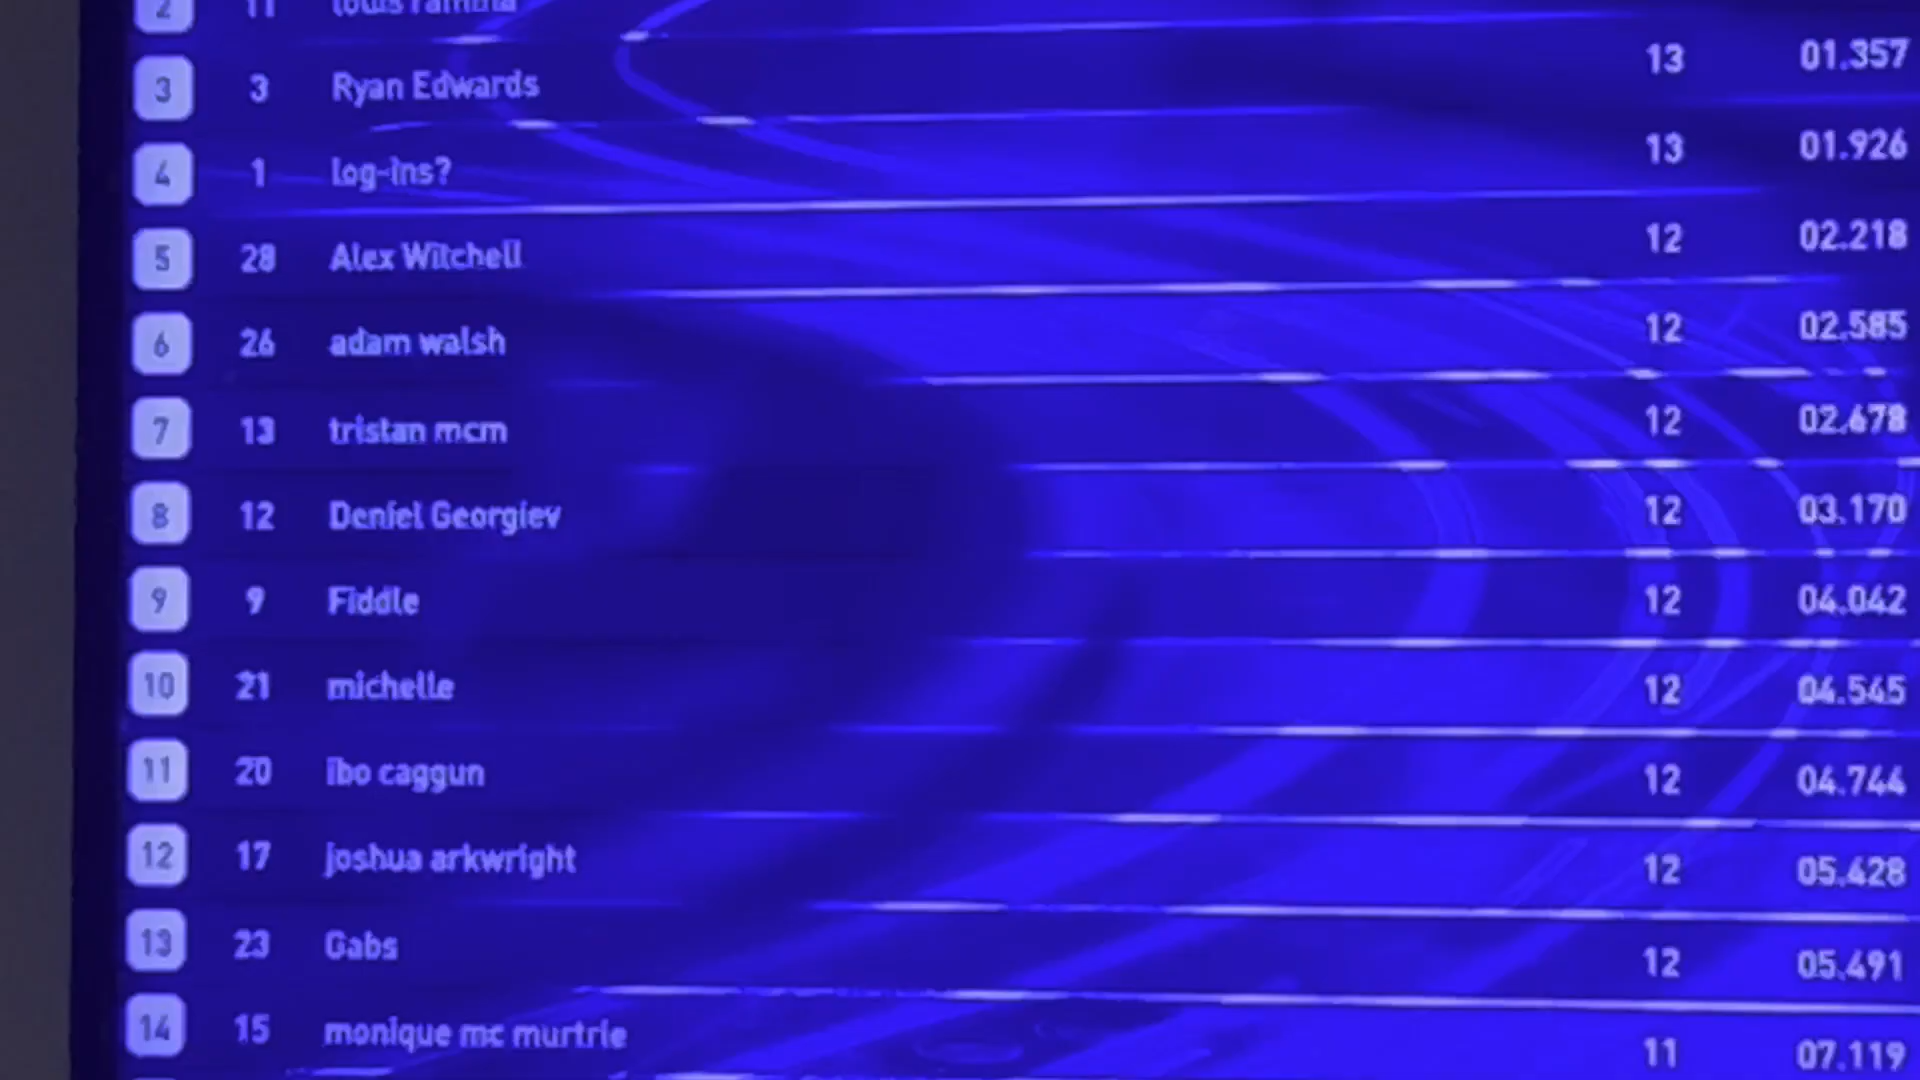 2 11 louis
3 3 Ryan Edwards 13 01.357
4 1 log-ins? 13 01.926
5 28 Alex Witchell 12 02.218
6 26 adam walsh 12 02.585
7 13 tristan mcm 12 02.678
8 12 Deniel Georgiev 12 03.170
9 9 Fiddle 12 04.042
10 21 michelle 12 04.545
11 20 ibo caggun 12 04.744
12 17 joshua arkwright 12 05.428
13 23 Gabs 12 05.491
14 15 monique mc murtrie 11 07.119